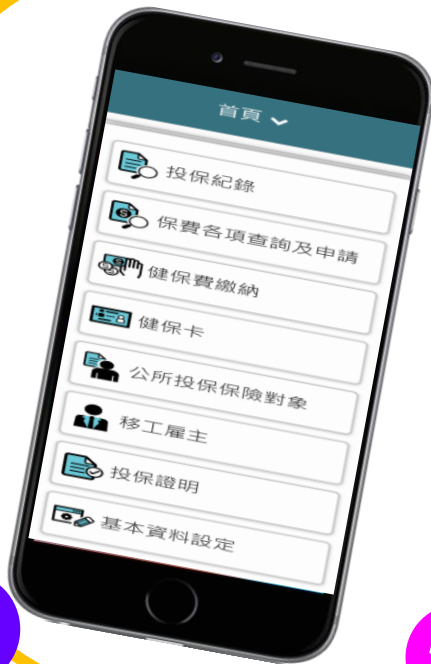 首頁
投保紀錄
保費各項查詢及申請
健保費繳納
健保卡
公所投保保險對象
移工雇主
投保證明
基本資料設定